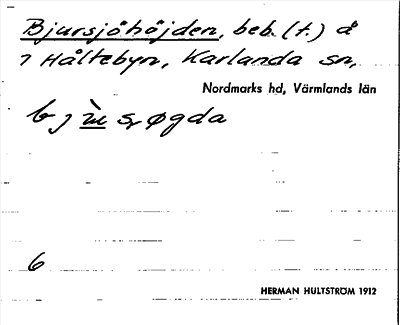 Bjursjöhöjden, beb. (t.) å
7 Håltebyn, Karlanda sn,
Nordmarks hd, Värmlands län
6
HERMAN HULTSTRÖM 1912